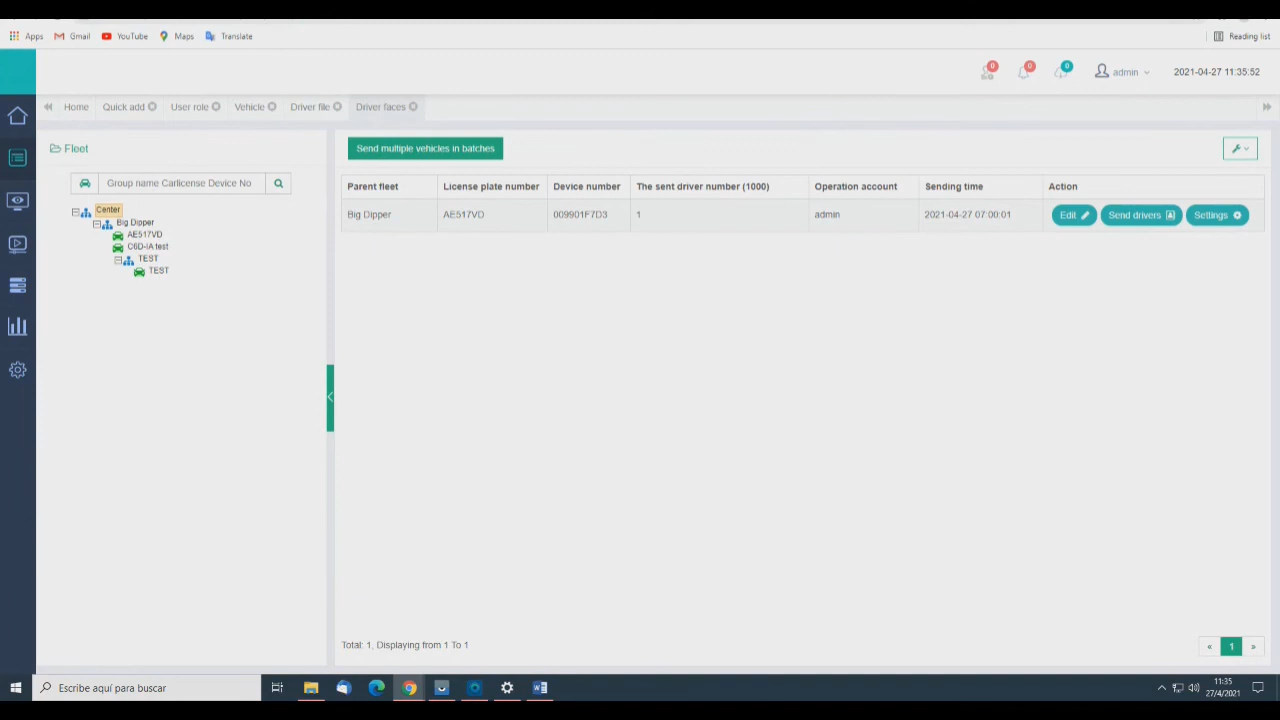 Apps Gmail YouTube Maps Translate Reading list
0 0 0 admin 2021-04-27 11:35:52
Home Quick add User role Vehicle Driver file Driver faces
Fleet
Group name Carlicense Device No
Center
Big Dipper
AE517VD
C6D-IA test
TEST
TEST
Send multiple vehicles in batches
Parent fleet License plate number Device number The sent driver number (1000) Operation account Sending time Action
Big Dipper AE517VD 009901F7D3 1 admin 2021-04-27 07:00:01 Edit Send drivers Settings
Total: 1, Displaying from 1 To 1
« 1 »
Escribe aquí para buscar
11:35
27/4/2021